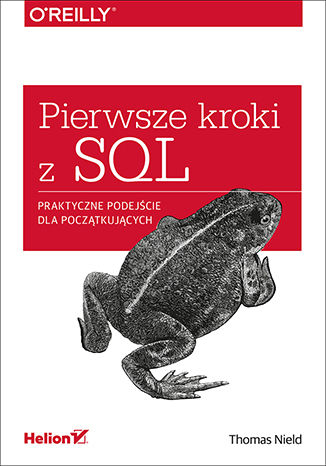 O'REILLY®
Pierwsze kroki
z SQL
PRAKTYCZNE PODEJŚCIE
DLA POCZĄTKUJĄCYCH
Helion
Thomas Nield